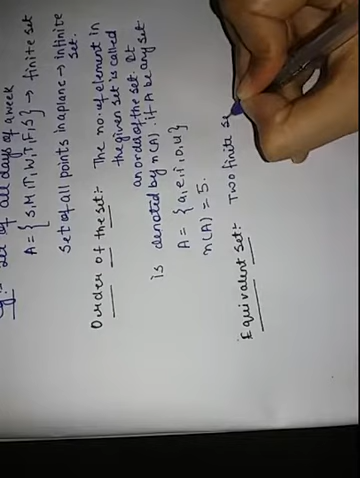 eg:- set of all days of a week
A = {S, M, T, W, T, F, S} → finite set
Set of all points in a plane → infinite
set.
Order of the set:- The no. of element in
the given set is called
an order of the set. It
is denoted by n(A). if A be any set
A = {a, e, i, o, u}
n(A) = 5.
Equivalent set:- Two finite se